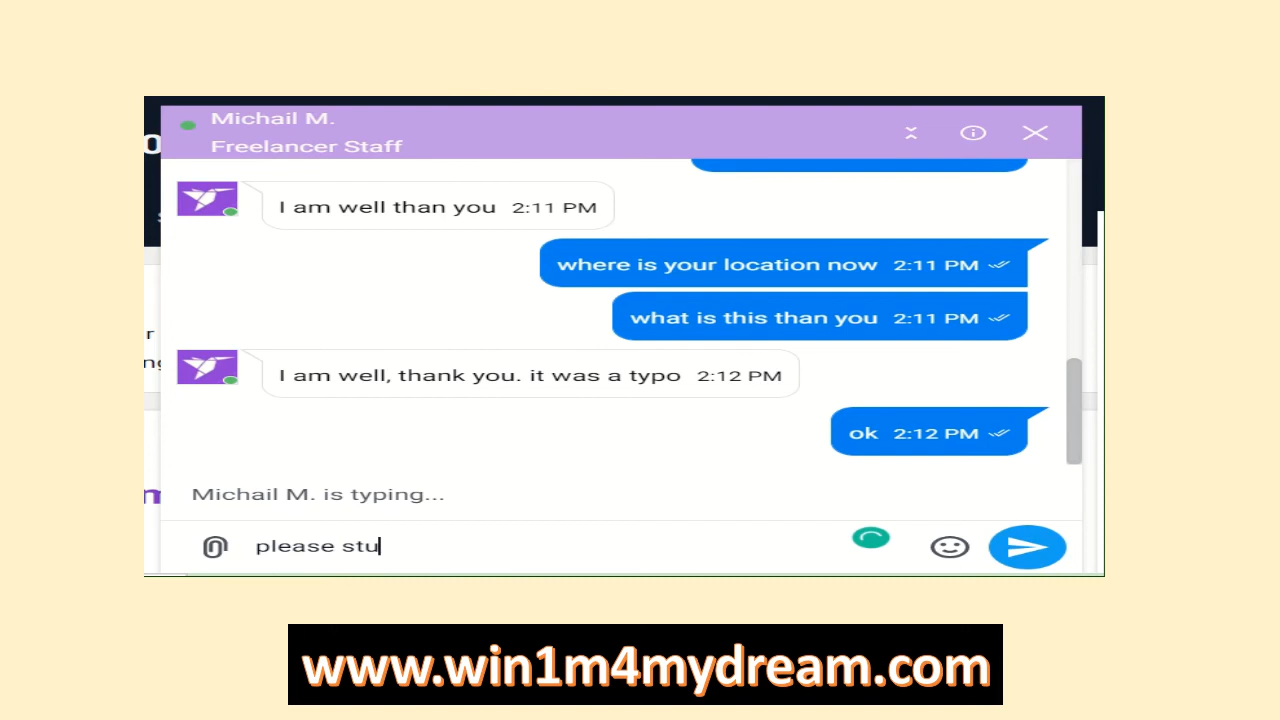 Michail M.
Freelancer Staff
I am well than you 2:11 PM
where is your location now 2:11 PM
what is this than you 2:11 PM
I am well, thank you. it was a typo 2:12 PM
ok 2:12 PM
Michail M. is typing...
please stu
www.win1m4mydream.com